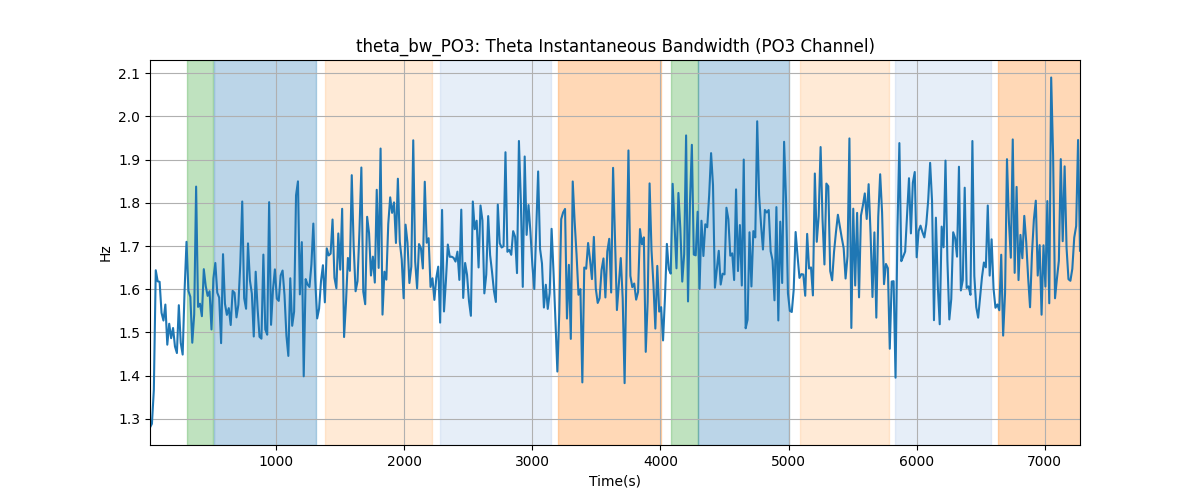 theta_bw_PO3: Theta Instantaneous Bandwidth (PO3 Channel)
2.1
2.0
1.9
1.8
1.7
1.6
1.5
1.4
1.3
Hz
1000 2000 3000 4000 5000 6000 7000
Time(s)